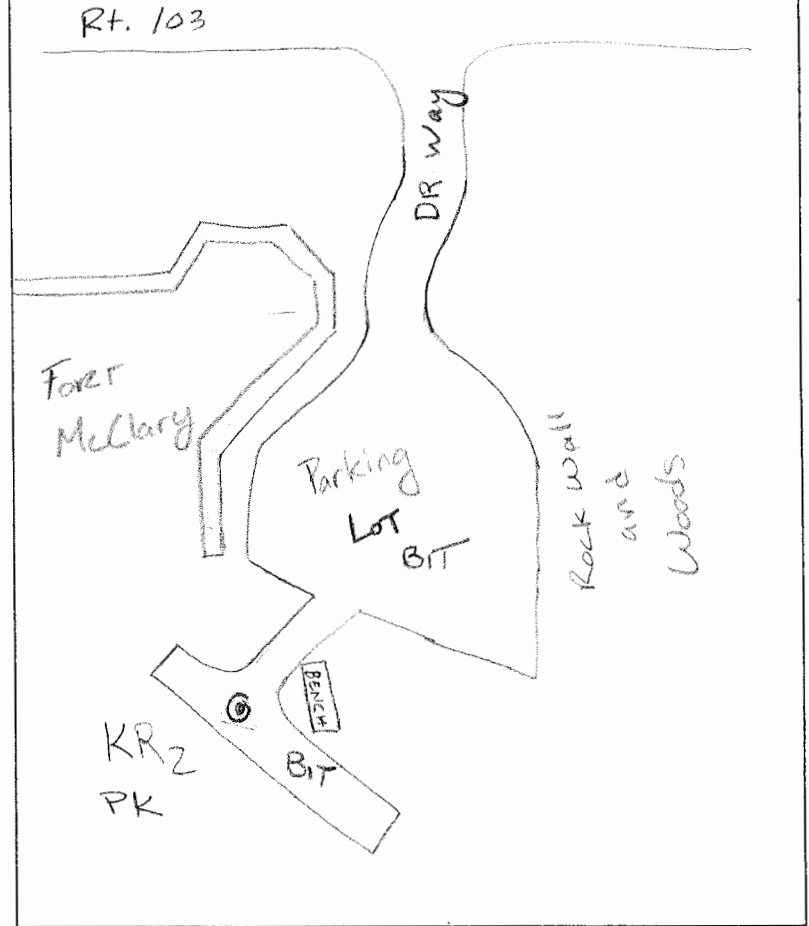 Rt. 103
DR Way
Fort
McClary
Parking
LOT
BIT
Rock Wall
and
Woods
BENCH
KR2
PK
BIT